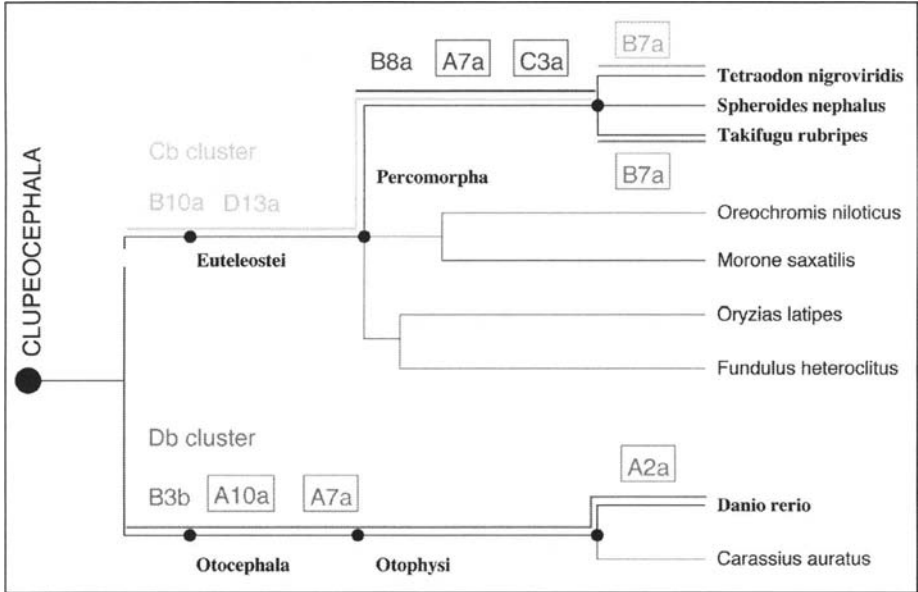 B8a A7a C3a B7a
Tetraodon nigroviridis
Spheroides nephalus
Takifugu rubripes
B7a
Cb cluster
B10a D13a
Percomorpha
Euteleostei
Oreochromis niloticus
Morone saxatilis
Oryzias latipes
Fundulus heteroclitus
CLUPEOCEPHALA
Db cluster
B3b A10a A7a
A2a
Danio rerio
Otocephala Otophysi
Carassius auratus